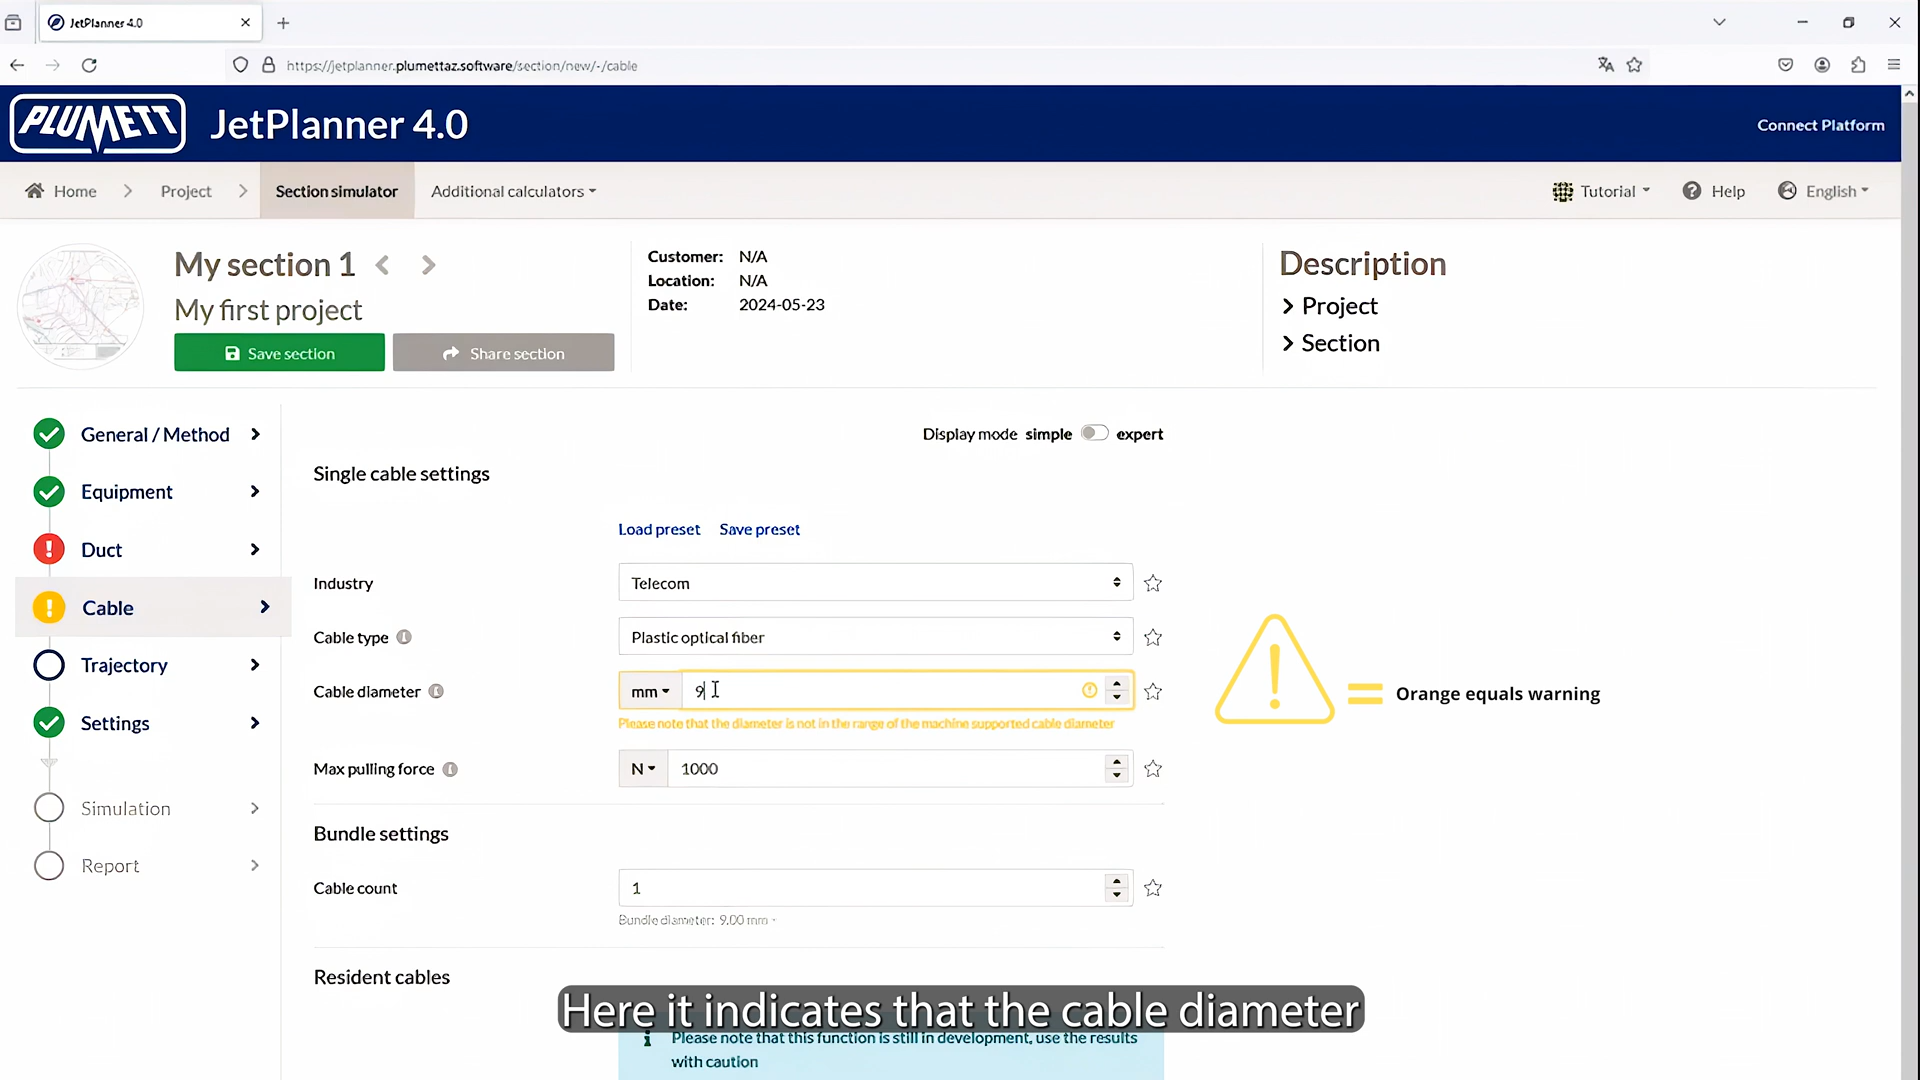 JetPlanner 4.0
https://jetplanner.plumettaz.software/section/new/-/cable
PLUMETT
JetPlanner 4.0
Connect Platform
Home
Project
Section simulator
Additional calculators
Tutorial
Help
English
My section 1
My first project
Save section
Share section
Customer: N/A
Location: N/A
Date: 2024-05-23
Description
Project
Section
General / Method
Equipment
Duct
Cable
Trajectory
Settings
Simulation
Report
Display mode simple expert
Single cable settings
Load preset Save preset
Industry
Telecom
Cable type
Plastic optical fiber
Cable diameter
mm 9
Please note that the diameter is not in the range of the machine supported cable diameter
Orange equals warning
Max pulling force
N 1000
Bundle settings
Cable count
1
Bundle diameter: 9.00 mm
Resident cables
Here it indicates that the cable diameter
Please note that this function is still in development, use the results
with caution